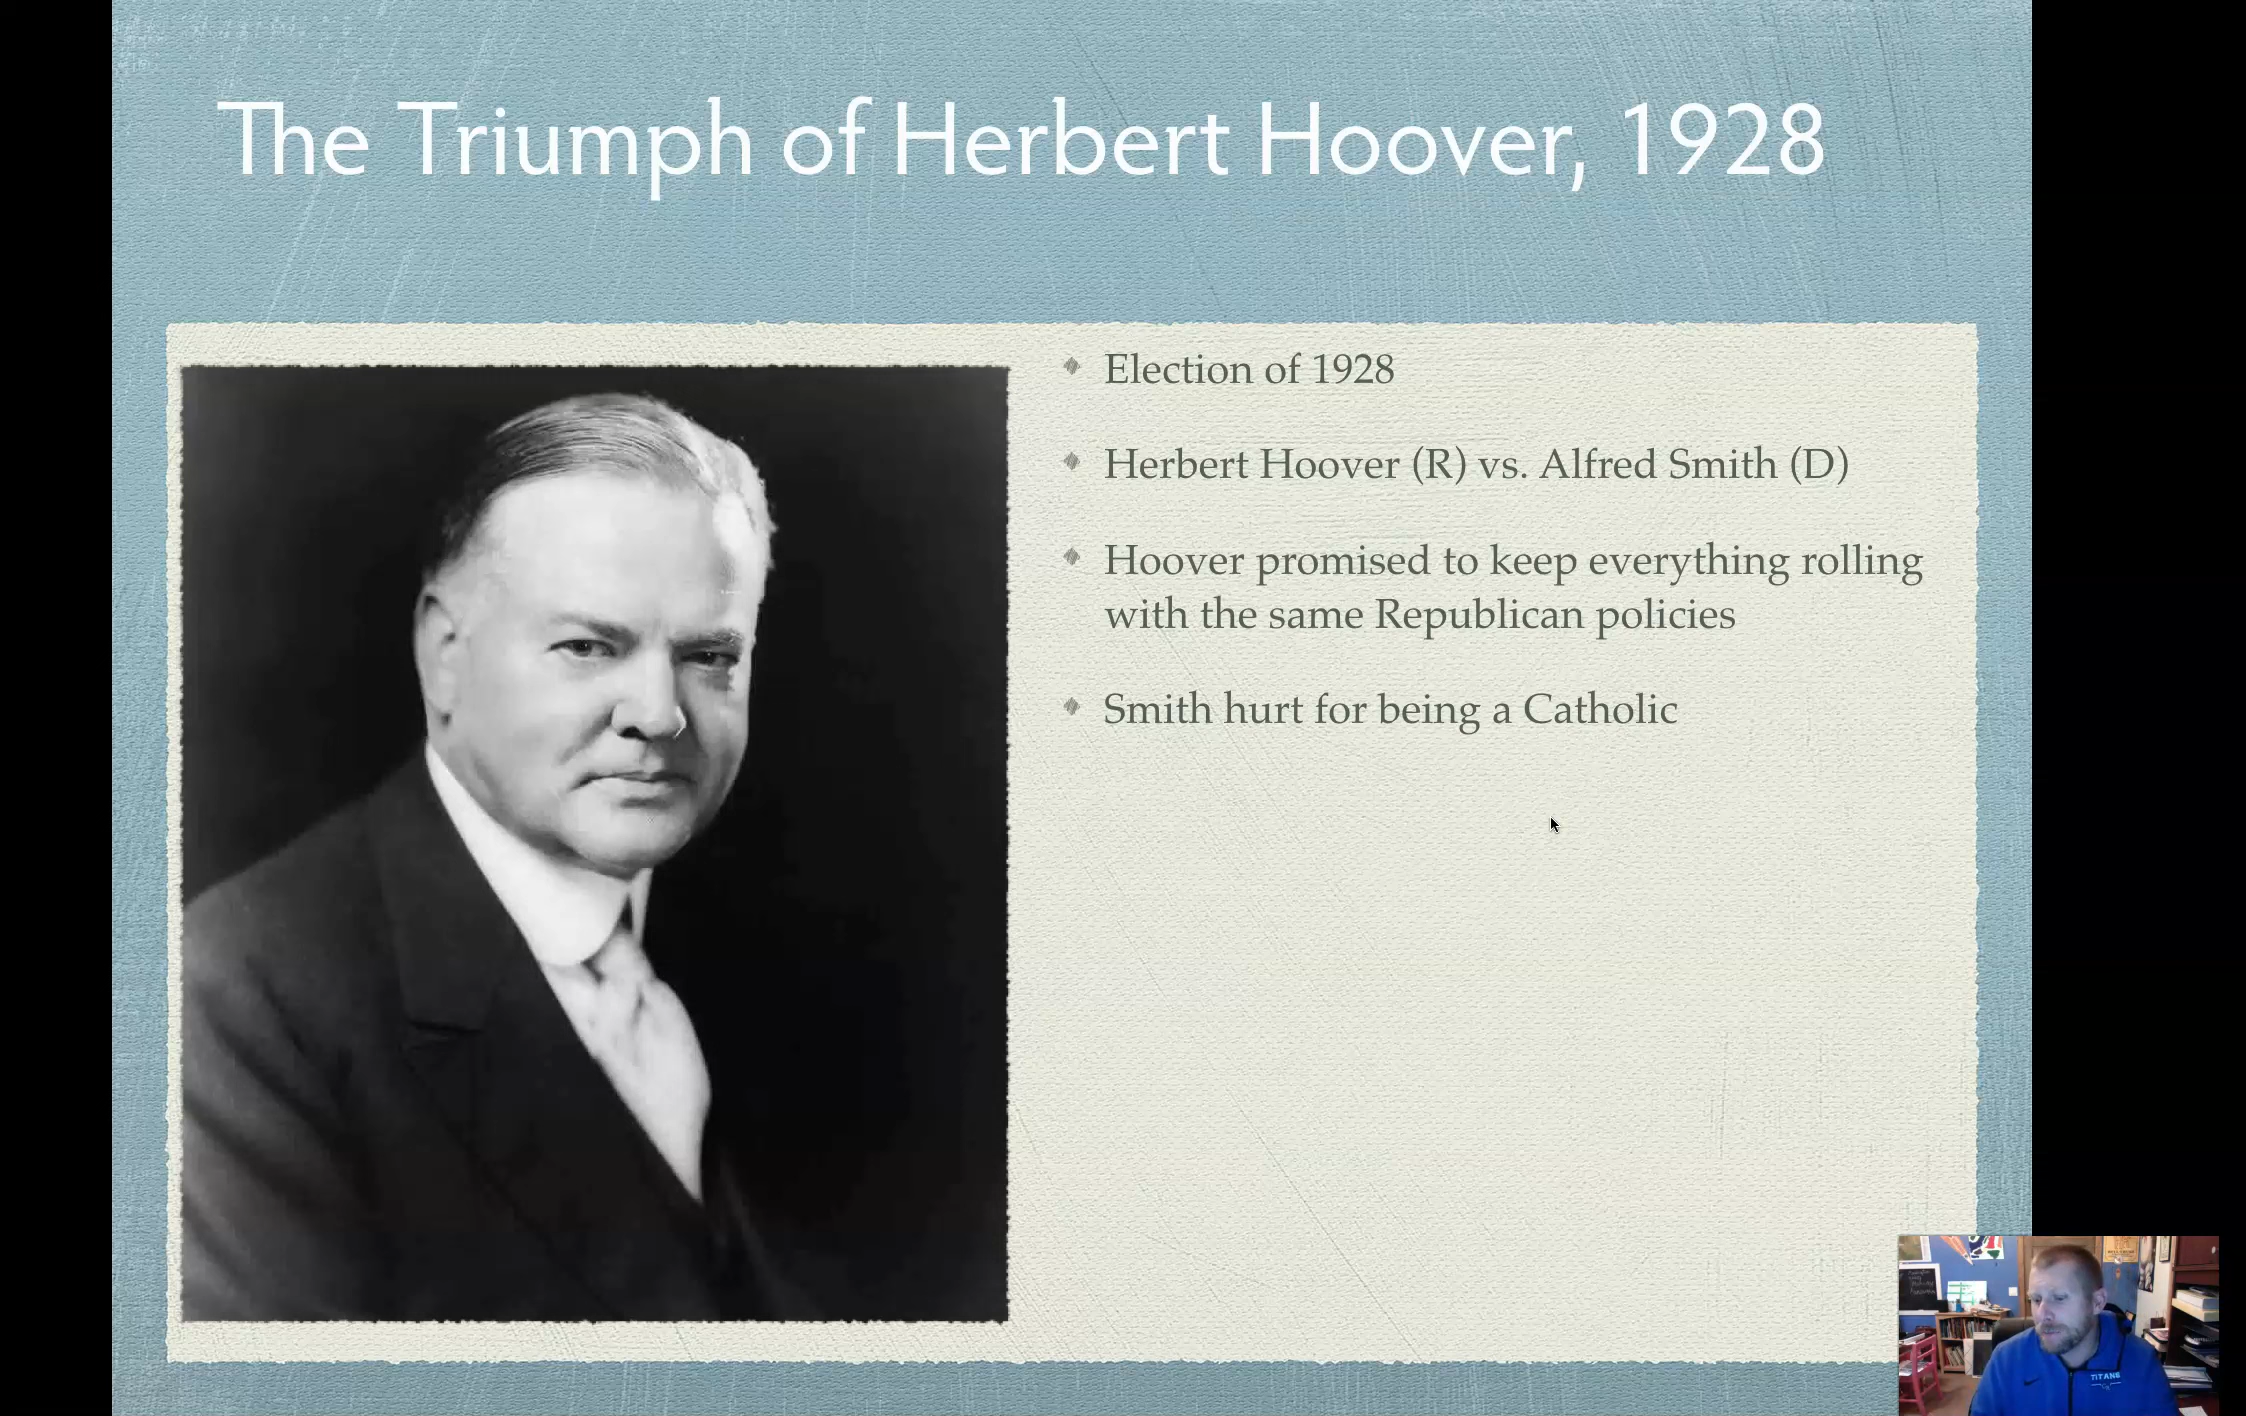 The Triumph of Herbert Hoover, 1928
Election of 1928
Herbert Hoover (R) vs. Alfred Smith (D)
Hoover promised to keep everything rolling
with the same Republican policies
Smith hurt for being a Catholic
TITANS